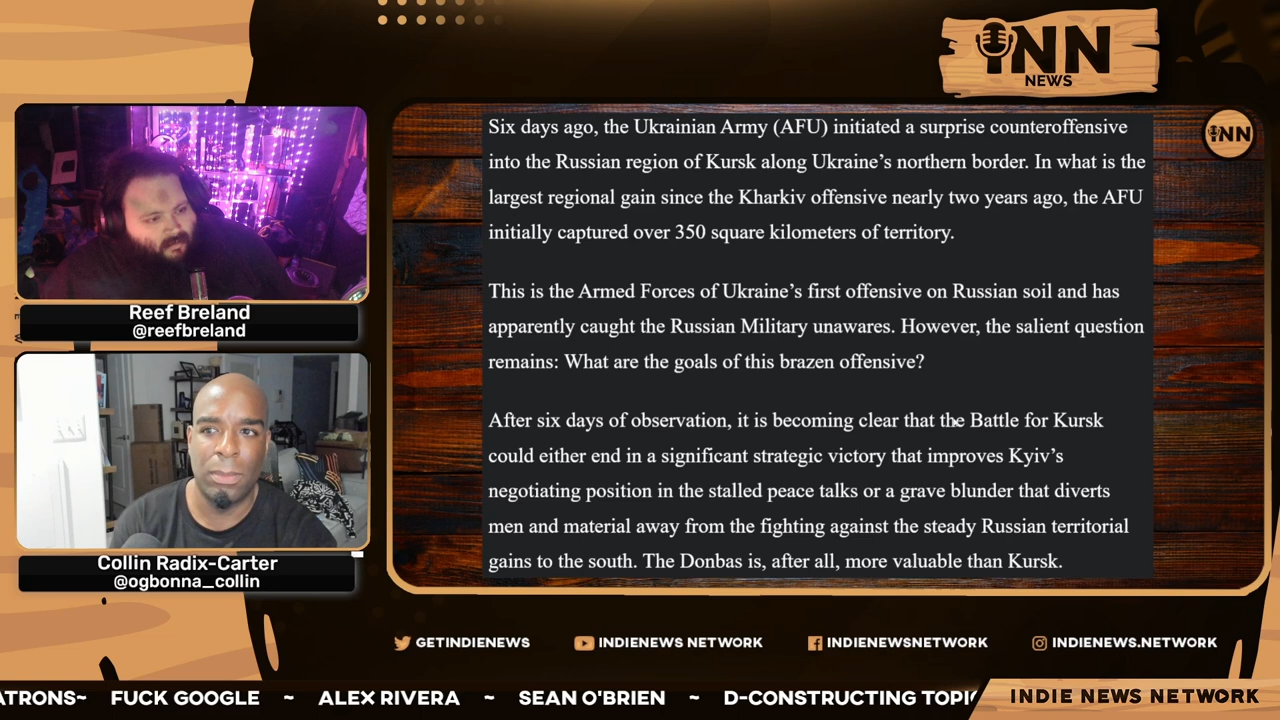 iNN
NEWS
iNN
Six days ago, the Ukrainian Army (AFU) initiated a surprise counteroffensive
into the Russian region of Kursk along Ukraine's northern border. In what is the
largest regional gain since the Kharkiv offensive nearly two years ago, the AFU
initially captured over 350 square kilometers of territory.
This is the Armed Forces of Ukraine's first offensive on Russian soil and has
apparently caught the Russian Military unawares. However, the salient question
remains: What are the goals of this brazen offensive?
After six days of observation, it is becoming clear that the Battle for Kursk
could either end in a significant strategic victory that improves Kyiv's
negotiating position in the stalled peace talks or a grave blunder that diverts
men and material away from the fighting against the steady Russian territorial
gains to the south. The Donbas is, after all, more valuable than Kursk.
Reef Breland
@reefbreland
Collin Radix-Carter
@ogbonna_collin
GETINDIENEWS INDIENEWS NETWORK INDIENEWSNETWORK INDIENEWS.NETWORK
ATRONS~ FUCK GOOGLE ~ ALEX RIVERA ~ SEAN O'BRIEN ~ D-CONSTRUCTING TOPIC
INDIE NEWS NETWORK